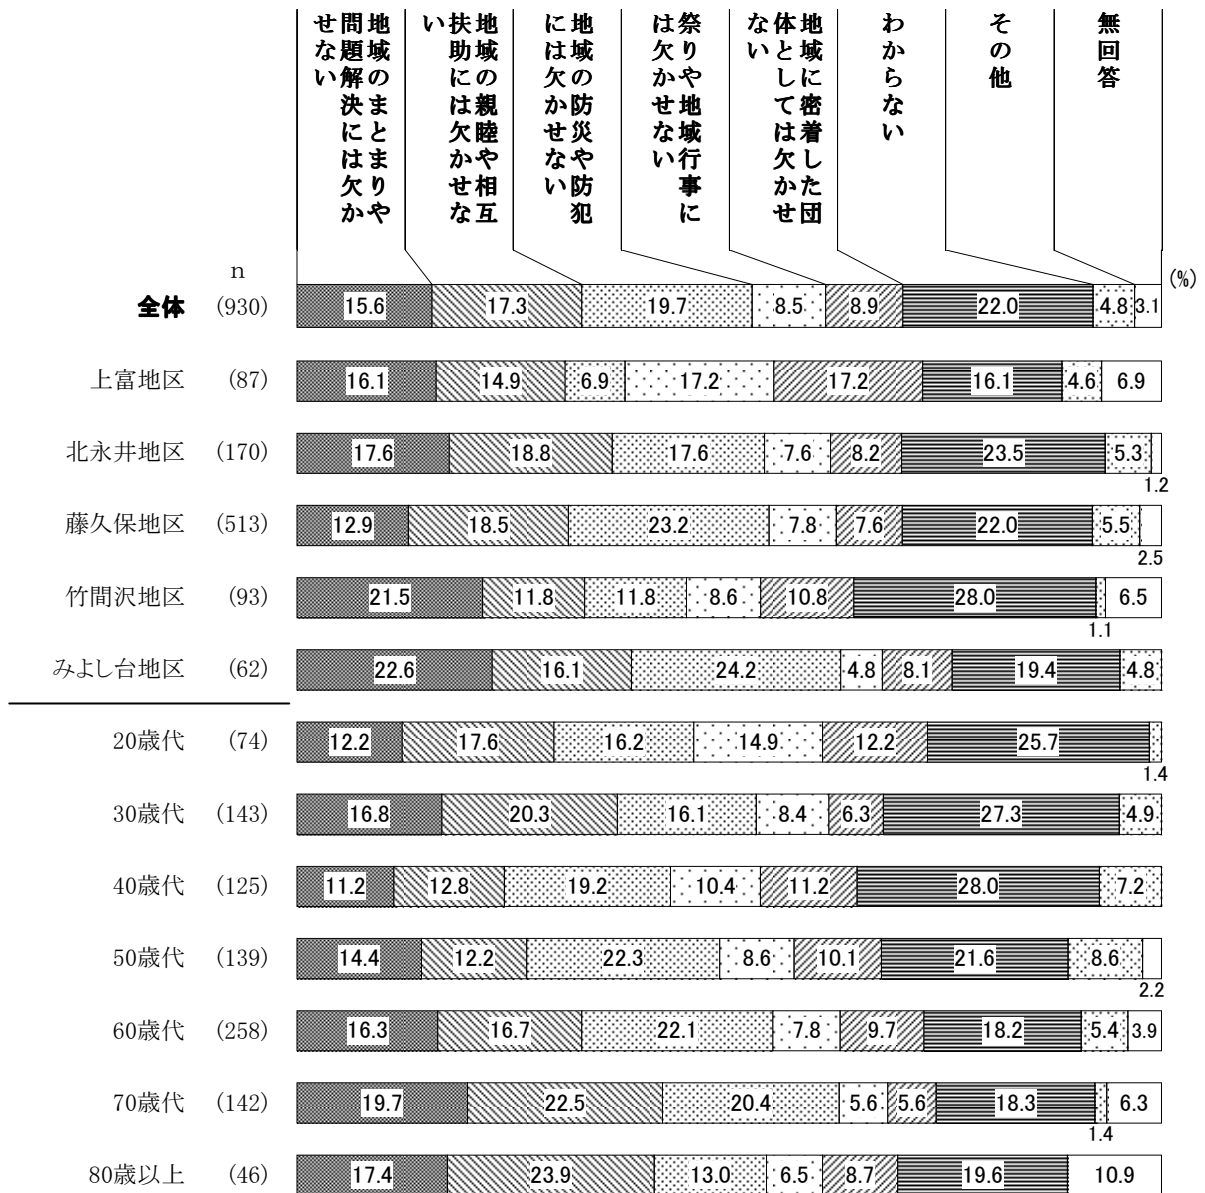 地域のまとまりや
問題解決には欠か
せない
地域の親睦や相互
扶助には欠かせな
い
地域の防災や防犯
には欠かせない
祭りや地域行事に
は欠かせない
地域に密着した団
体としては欠かせ
ない
わからない
その他
無回答
(%)
n
全体 (930) 15.6 17.3 19.7 8.5 8.9 22.0 4.8 3.1
上富地区 (87) 16.1 14.9 6.9 17.2 17.2 16.1 4.6 6.9
北永井地区 (170) 17.6 18.8 17.6 7.6 8.2 23.5 5.3
1.2
藤久保地区 (513) 12.9 18.5 23.2 7.8 7.6 22.0 5.5
2.5
竹間沢地区 (93) 21.5 11.8 11.8 8.6 10.8 28.0 6.5
1.1
みよし台地区 (62) 22.6 16.1 24.2 4.8 8.1 19.4 4.8
20歳代 (74) 12.2 17.6 16.2 14.9 12.2 25.7
1.4
30歳代 (143) 16.8 20.3 16.1 8.4 6.3 27.3 4.9
40歳代 (125) 11.2 12.8 19.2 10.4 11.2 28.0 7.2
50歳代 (139) 14.4 12.2 22.3 8.6 10.1 21.6 8.6
2.2
60歳代 (258) 16.3 16.7 22.1 7.8 9.7 18.2 5.4 3.9
70歳代 (142) 19.7 22.5 20.4 5.6 5.6 18.3 6.3
1.4
80歳以上 (46) 17.4 23.9 13.0 6.5 8.7 19.6 10.9